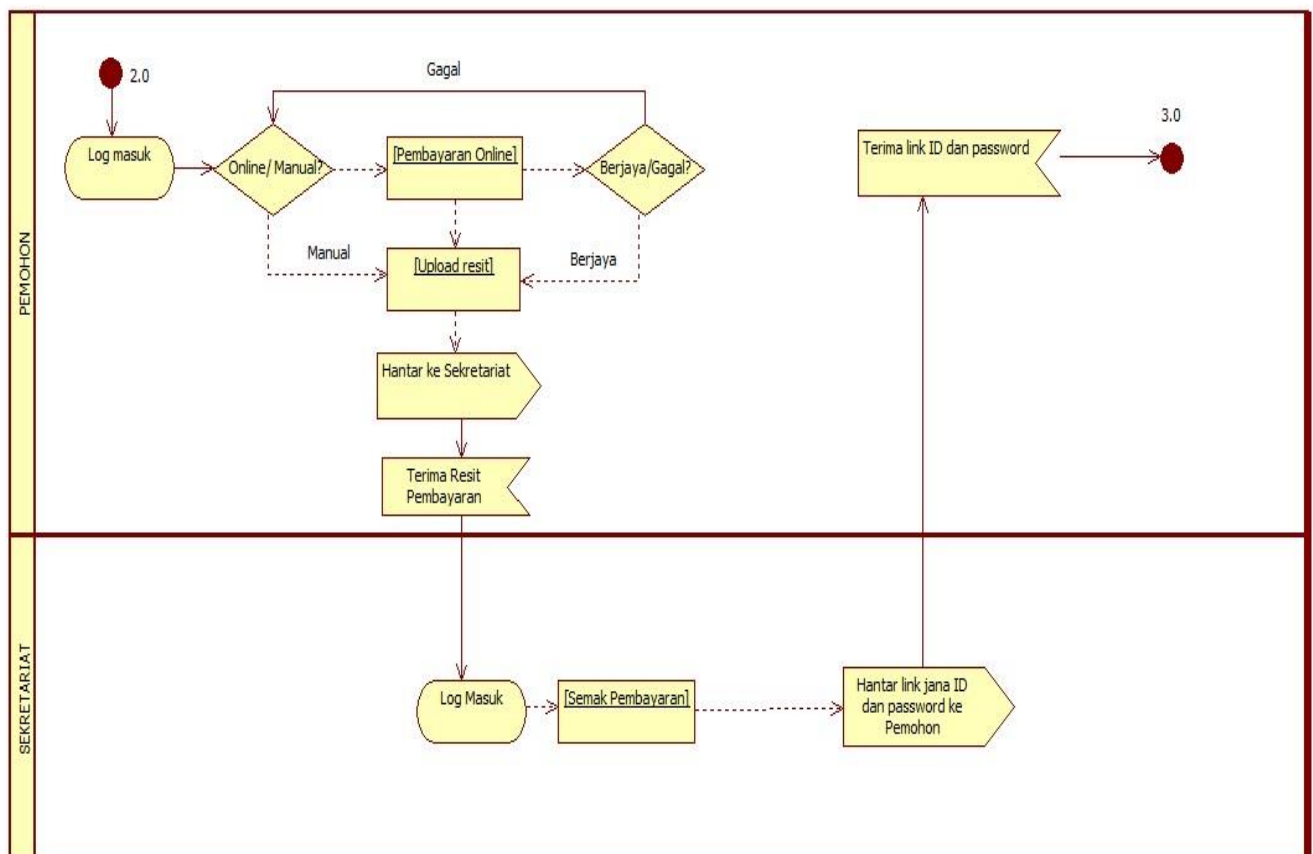 PEMOHON
2.0
Gagal
3.0
Log masuk
Online/ Manual?
[Pembayaran Online]
Berjaya/Gagal?
Terima link ID dan password
Manual
[Upload resit]
Berjaya
Hantar ke Sekretariat
Terima Resit
Pembayaran
SEKRETARIAT
Log Masuk
[Semak Pembayaran]
Hantar link jana ID
dan password ke
Pemohon